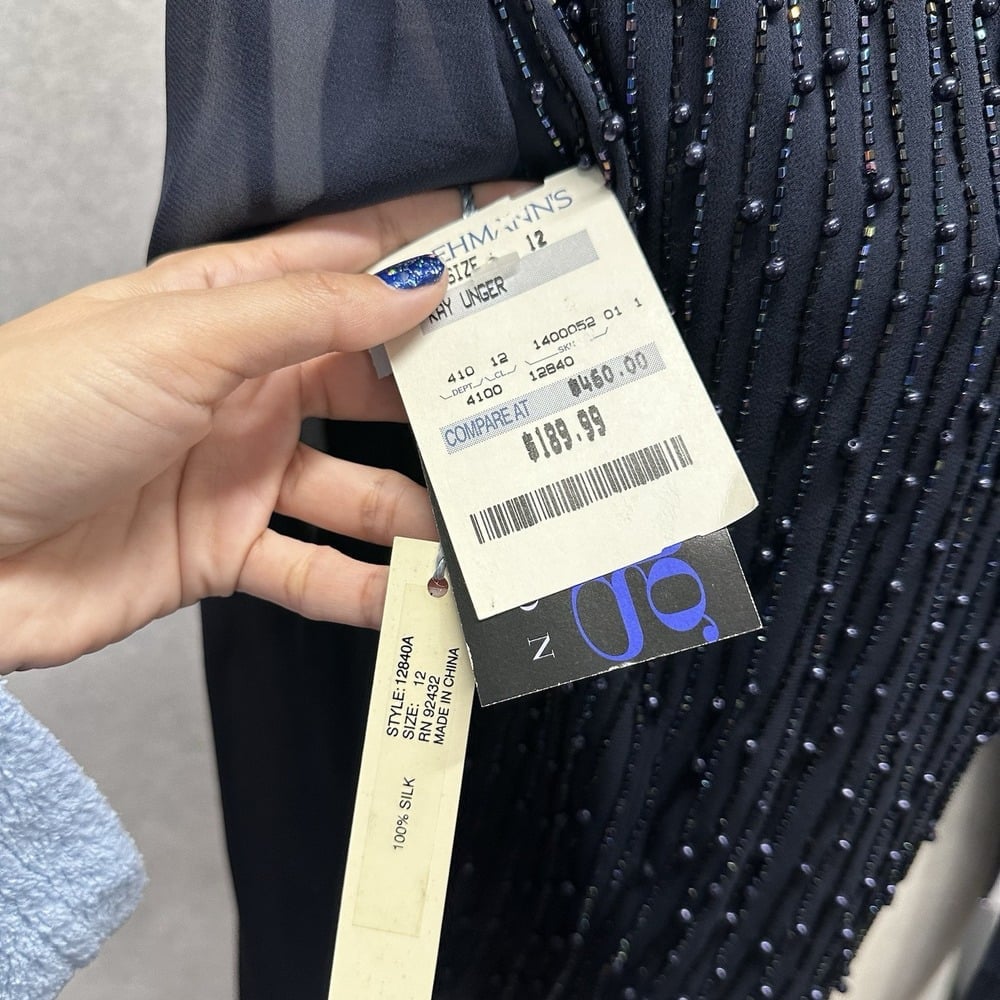 EHMANN'S
SIZE 12
KAY UNGER
1400052 01 1
410 12 SKU
DEPT. CL.
4100 12840
COMPARE AT $460.00
$189.99
g
N
STYLE: 12840A
SIZE: 12
RN 92432
MADE IN CHINA
100% SILK